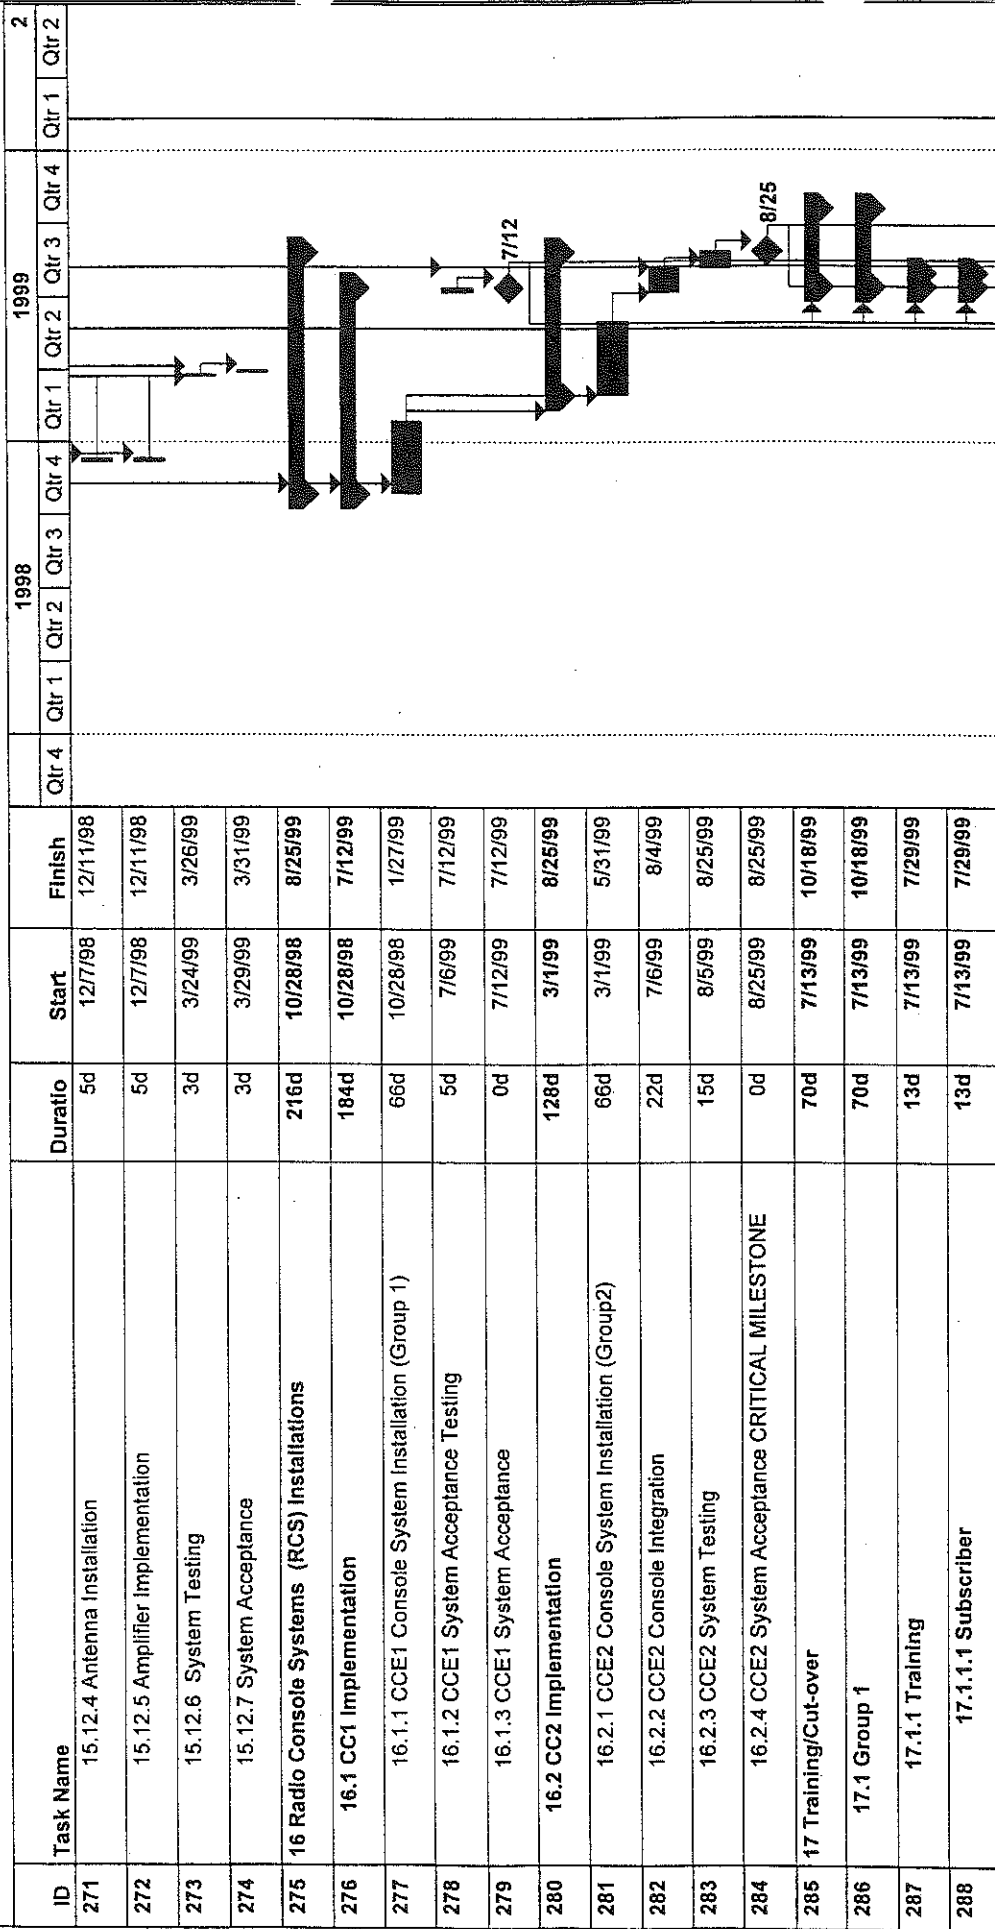 1998 1999 2
ID Task Name Duratio Start Finish Qtr 4 Qtr 1 Qtr 2 Qtr 3 Qtr 4 Qtr 1 Qtr 2 Qtr 3 Qtr 4 Qtr 1 Qtr 2
271 15.12.4 Antenna Installation 5d 12/7/98 12/11/98
272 15.12.5 Amplifier Implementation 5d 12/7/98 12/11/98
273 15.12.6 System Testing 3d 3/24/99 3/26/99
274 15.12.7 System Acceptance 3d 3/29/99 3/31/99
275 16 Radio Console Systems (RCS) Installations 216d 10/28/98 8/25/99
276 16.1 CC1 Implementation 184d 10/28/98 7/12/99
277 16.1.1 CCE1 Console System Installation (Group 1) 66d 10/28/98 1/27/99
278 16.1.2 CCE1 System Acceptance Testing 5d 7/6/99 7/12/99
279 16.1.3 CCE1 System Acceptance 0d 7/12/99 7/12/99 7/12
280 16.2 CC2 Implementation 128d 3/1/99 8/25/99
281 16.2.1 CCE2 Console System Installation (Group2) 66d 3/1/99 5/31/99
282 16.2.2 CCE2 Console Integration 22d 7/6/99 8/4/99
283 16.2.3 CCE2 System Testing 15d 8/5/99 8/25/99
284 16.2.4 CCE2 System Acceptance CRITICAL MILESTONE 0d 8/25/99 8/25/99 8/25
285 17 Training/Cut-over 70d 7/13/99 10/18/99
286 17.1 Group 1 70d 7/13/99 10/18/99
287 17.1.1 Training 13d 7/13/99 7/29/99
288 17.1.1.1 Subscriber 13d 7/13/99 7/29/99